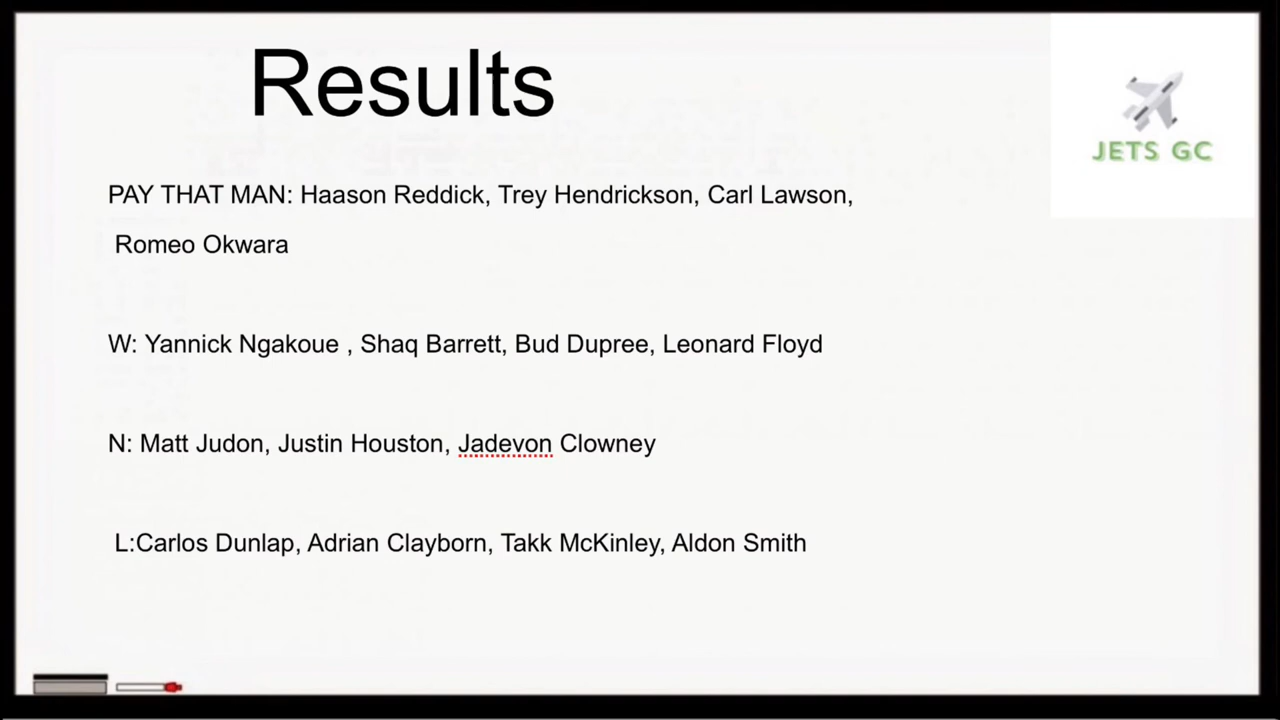 Results
JETS GC
PAY THAT MAN: Haason Reddick, Trey Hendrickson, Carl Lawson,
Romeo Okwara
W: Yannick Ngakoue , Shaq Barrett, Bud Dupree, Leonard Floyd
N: Matt Judon, Justin Houston, Jadevon Clowney
L:Carlos Dunlap, Adrian Clayborn, Takk McKinley, Aldon Smith